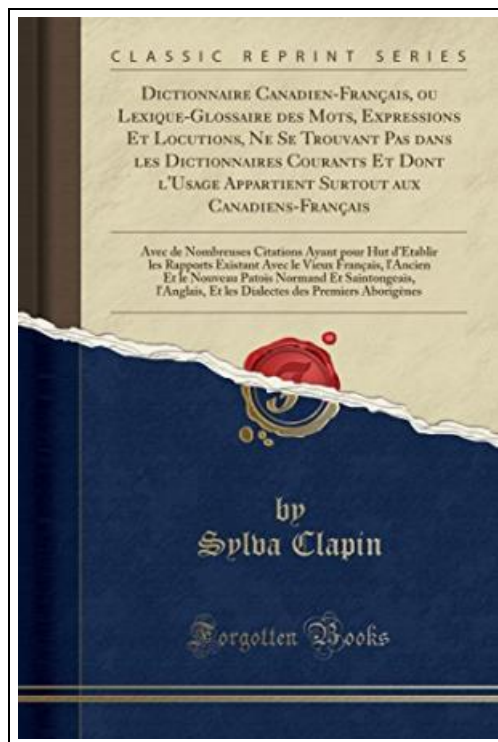 CLASSIC REPRINT SERIES
DICTIONNAIRE CANADIEN-FRANÇAIS, OU
LEXIQUE-GLOSSAIRE DES MOTS, EXPRESSIONS
ET LOCUTIONS, NE SE TROUVANT PAS DANS
LES DICTIONNAIRES COURANTS ET DONT
L'USAGE APPARTIENT SURTOUT AUX
CANADIENS-FRANÇAIS
Avec de Nombreuses Citations Ayant pour Hut d'Etablir
les Rapports Existant Avec le Vieux Français, l'Ancien
Et le Nouveau Patois Normand Et Saintongeais,
l'Anglais, Et les Dialectes des Premiers Aborigènes
by
Sylva Clapin
Forgotten Books